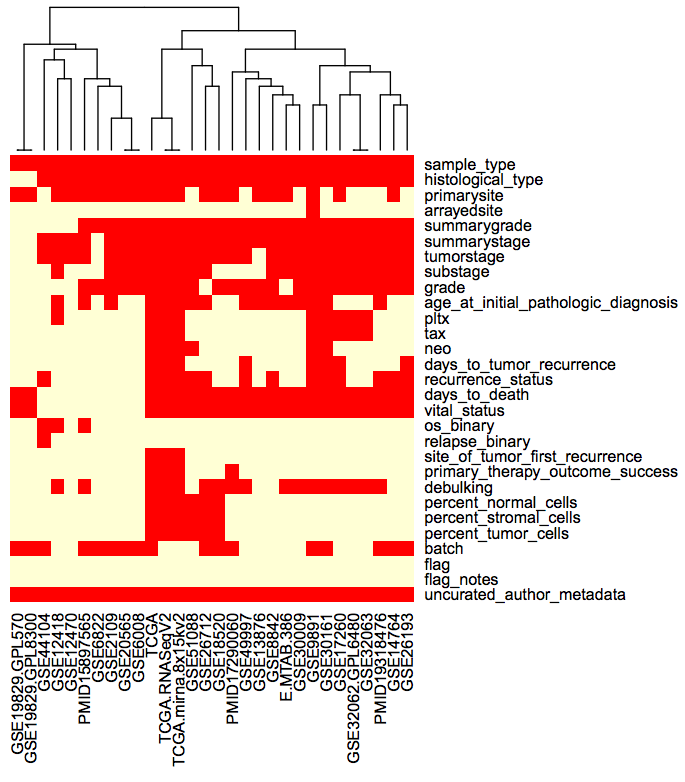 sample_type
histological_type
primarysite
arrayedsite
summarygrade
summarystage
tumorstage
substage
grade
age_at_initial_pathologic_diagnosis
pltx
tax
neo
days_to_tumor_recurrence
recurrence_status
days_to_death
vital_status
os_binary
relapse_binary
site_of_tumor_first_recurrence
primary_therapy_outcome_success
debulking
percent_normal_cells
percent_stromal_cells
percent_tumor_cells
batch
flag
flag_notes
uncurated_author_metadata
GSE19829.GPL570
GSE19829.GPL8300
GSE44104
GSE12418
GSE12470
PMID15897565
GSE6822
GSE2109
GSE20565
GSE6008
TCGA
TCGA.RNASeqV2
TCGA.mirna.8x15kv2
GSE51088
GSE26712
GSE18520
PMID17290060
GSE49997
GSE13876
GSE8842
E.MTAB.386
GSE30009
GSE9891
GSE30161
GSE17260
GSE32062.GPL6480
GSE32063
PMID19318476
GSE14764
GSE26193